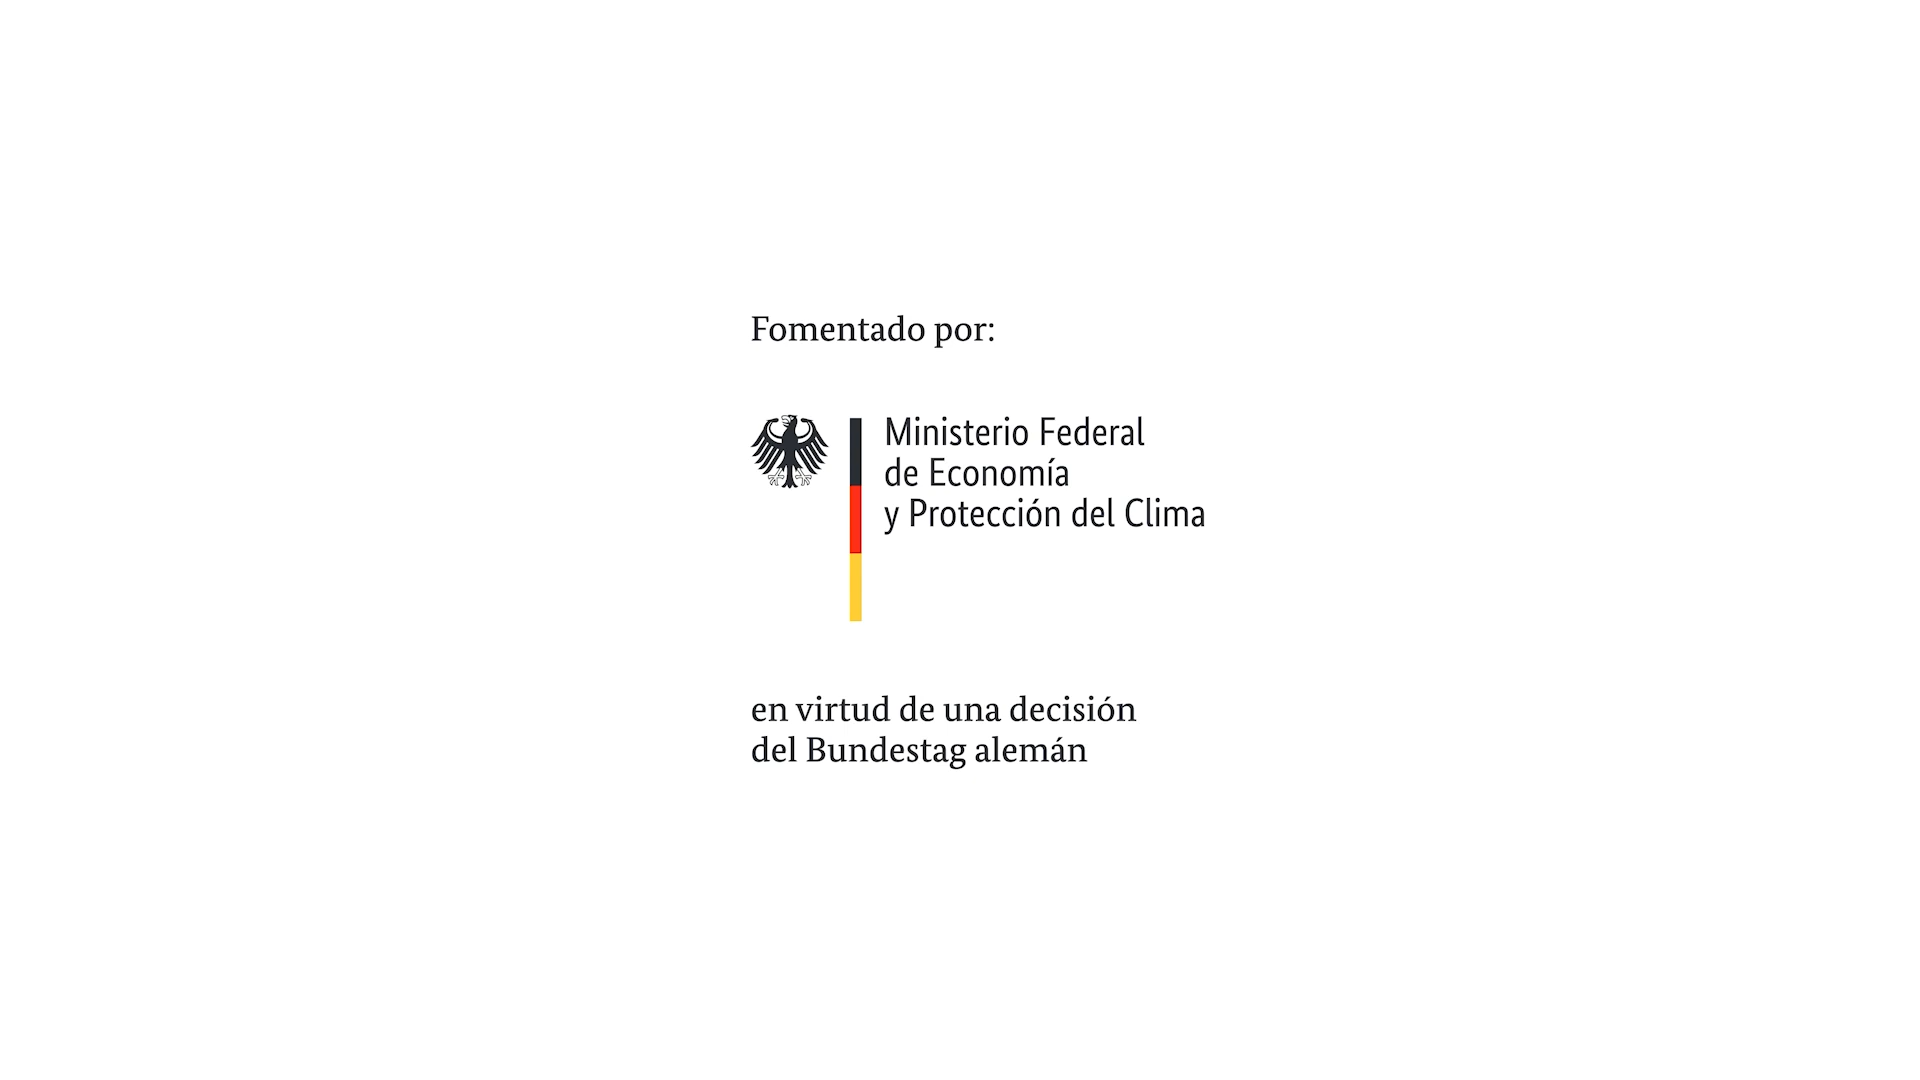 Fomentado por:
Ministerio Federal
de Economía
y Protección del Clima
en virtud de una decisión
del Bundestag alemán